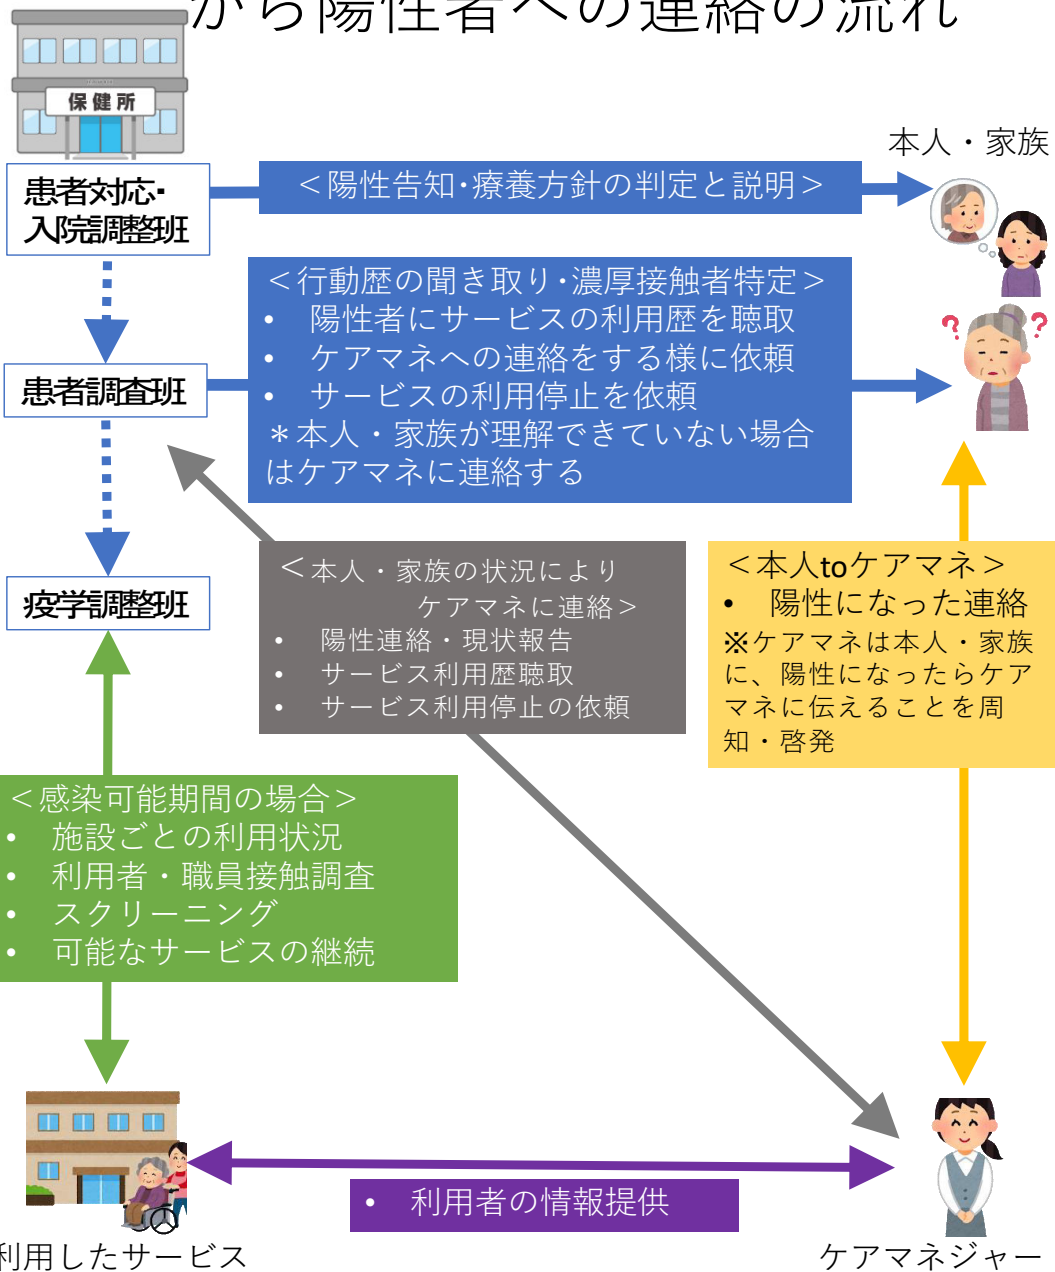 から陽性者への連絡の流れ
保健所
本人・家族
患者対応・
入院調整班
＜陽性告知・療養方針の判定と説明＞
＜行動歴の聞き取り・濃厚接触者特定＞
• 陽性者にサービスの利用歴を聴取
• ケアマネへの連絡をする様に依頼
• サービスの利用停止を依頼
＊本人・家族が理解できていない場合
はケアマネに連絡する
患者調査班
＜本人・家族の状況により
ケアマネに連絡＞
• 陽性連絡・現状報告
• サービス利用歴聴取
• サービス利用停止の依頼
＜本人toケアマネ＞
• 陽性になった連絡
※ケアマネは本人・家族
に、陽性になったらケア
マネに伝えることを周
知・啓発
疫学調整班
＜感染可能期間の場合＞
• 施設ごとの利用状況
• 利用者・職員接触調査
• スクリーニング
• 可能なサービスの継続
• 利用者の情報提供
利用したサービス
ケアマネジャー